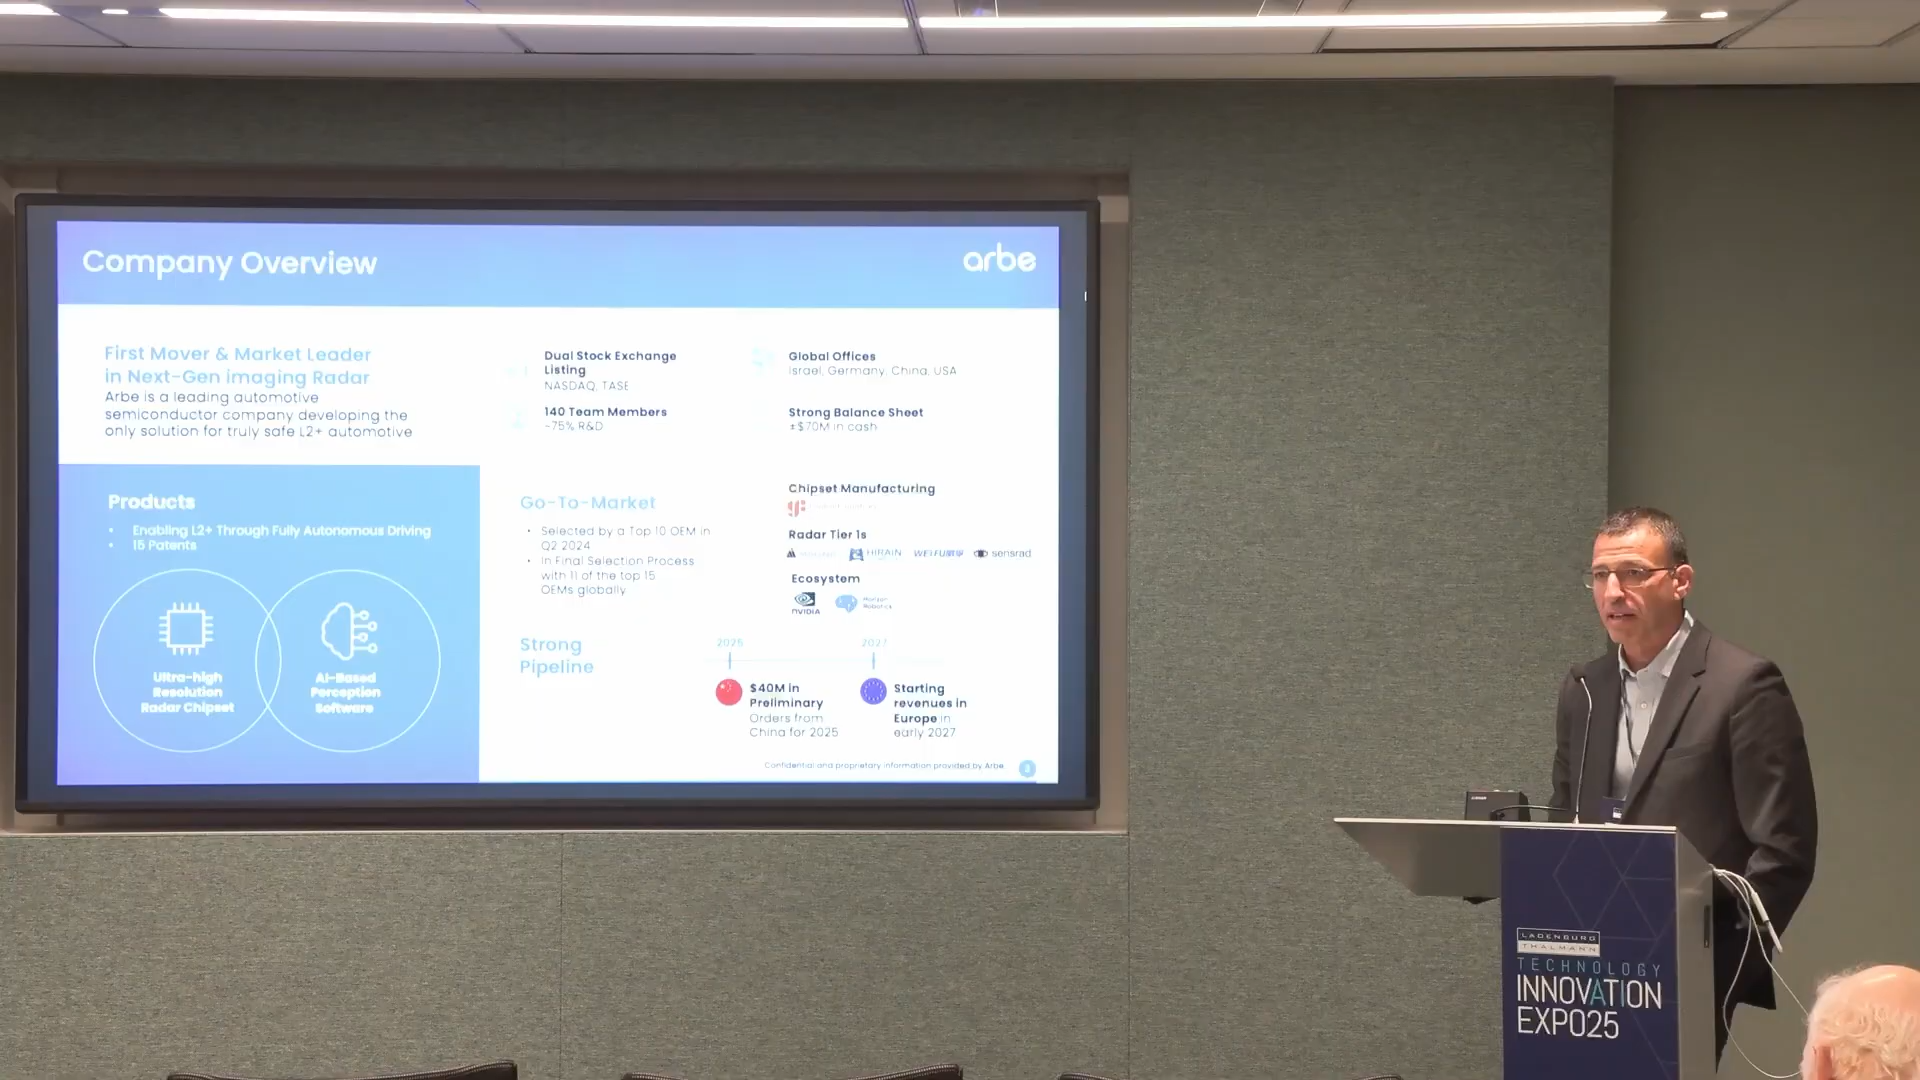 Company Overview
arbe
First Mover & Market Leader
in Next-Gen imaging Radar
Arbe is a leading automotive
semiconductor company developing the
only solution for truly safe L2+ automotive
Dual Stock Exchange
Listing
NASDAQ, TASE
140 Team Members
~75% R&D
Global Offices
Israel, Germany, China, USA
Strong Balance Sheet
±$70M in cash
Products
• Enabling L2+ Through Fully Autonomous Driving
• 15 Patents
Ultra-high
Resolution
Radar Chipset
AI-Based
Perception
Software
Go-To-Market
• Selected by a Top 10 OEM in
Q2 2024
• In Final Selection Process
with 11 of the top 15
OEMs globally
Chipset Manufacturing
gf
Radar Tier 1s
HIRAIN
WEIFU
sensrad
Ecosystem
nVIDIA
Horizon
Robotics
Strong
Pipeline
2025
$40M in
Preliminary
Orders from
China for 2025
2027
Starting
revenues in
Europe in
early 2027
Confidential and proprietary information provided by Arbe.
3
LADENBURG
THALMANN
TECHNOLOGY
INNOVATION
EXPO25